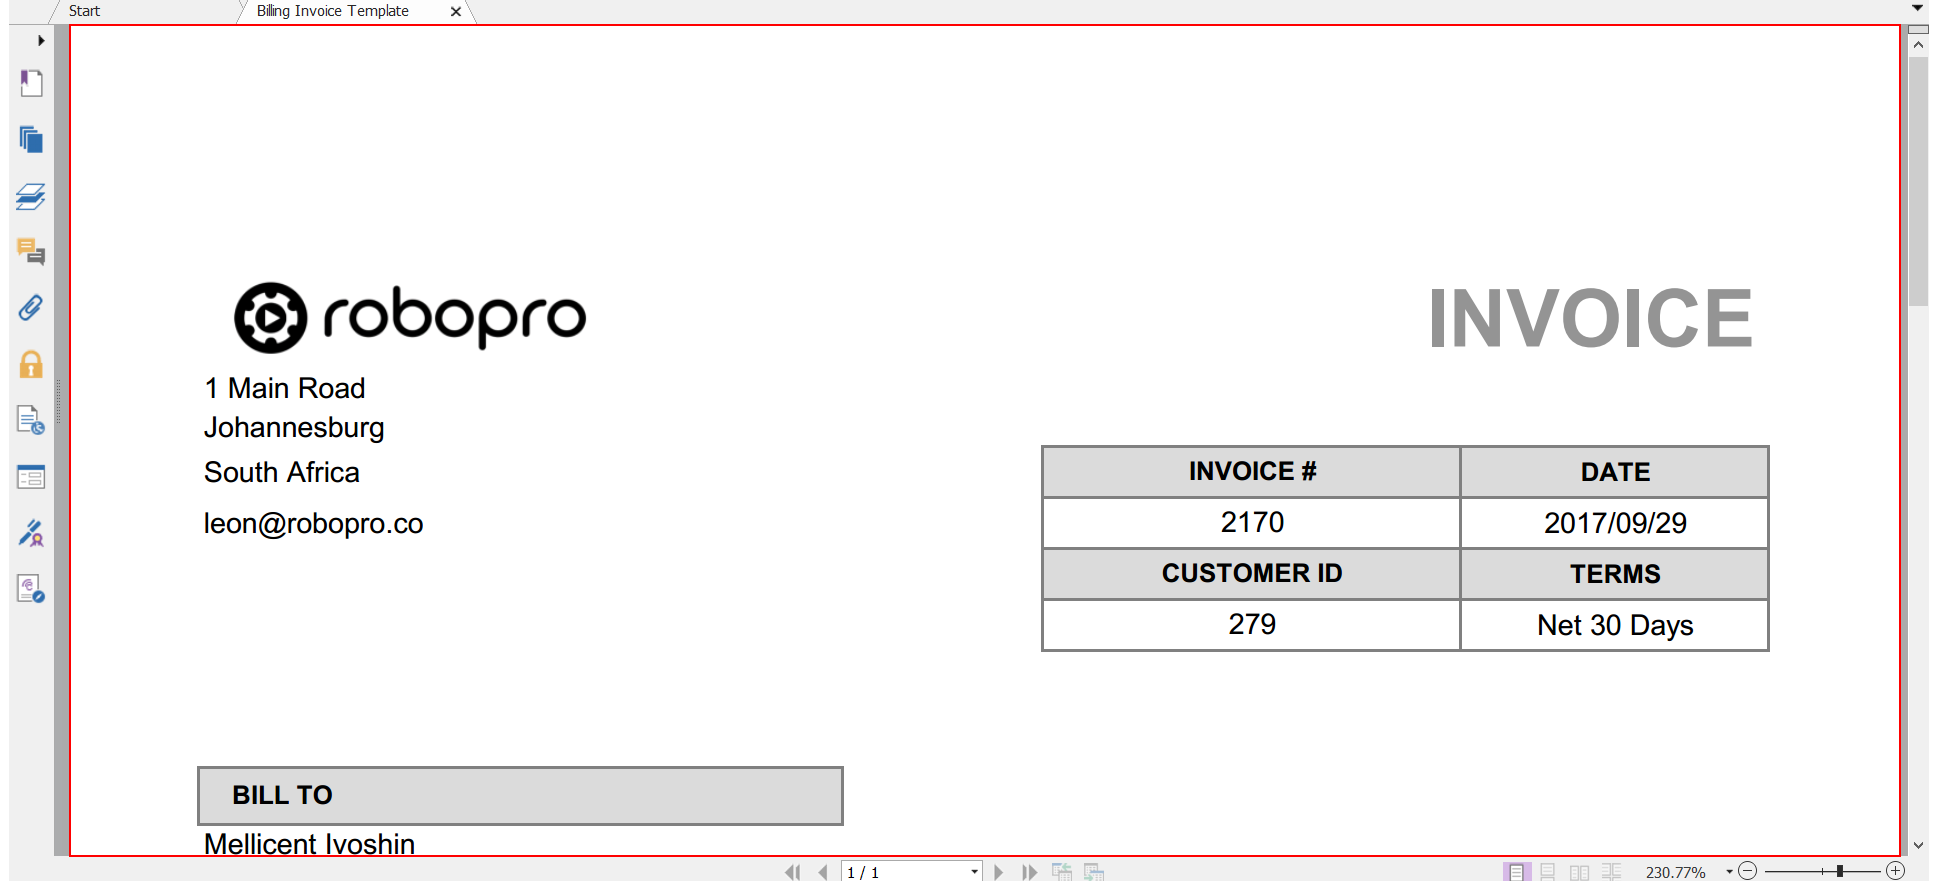 Start
Billing Invoice Template
robopro
INVOICE
1 Main Road
Johannesburg
South Africa
leon@robopro.co
INVOICE # DATE
2170 2017/09/29
CUSTOMER ID TERMS
279 Net 30 Days
BILL TO
Mellicent Ivoshin
1 / 1
230.77%